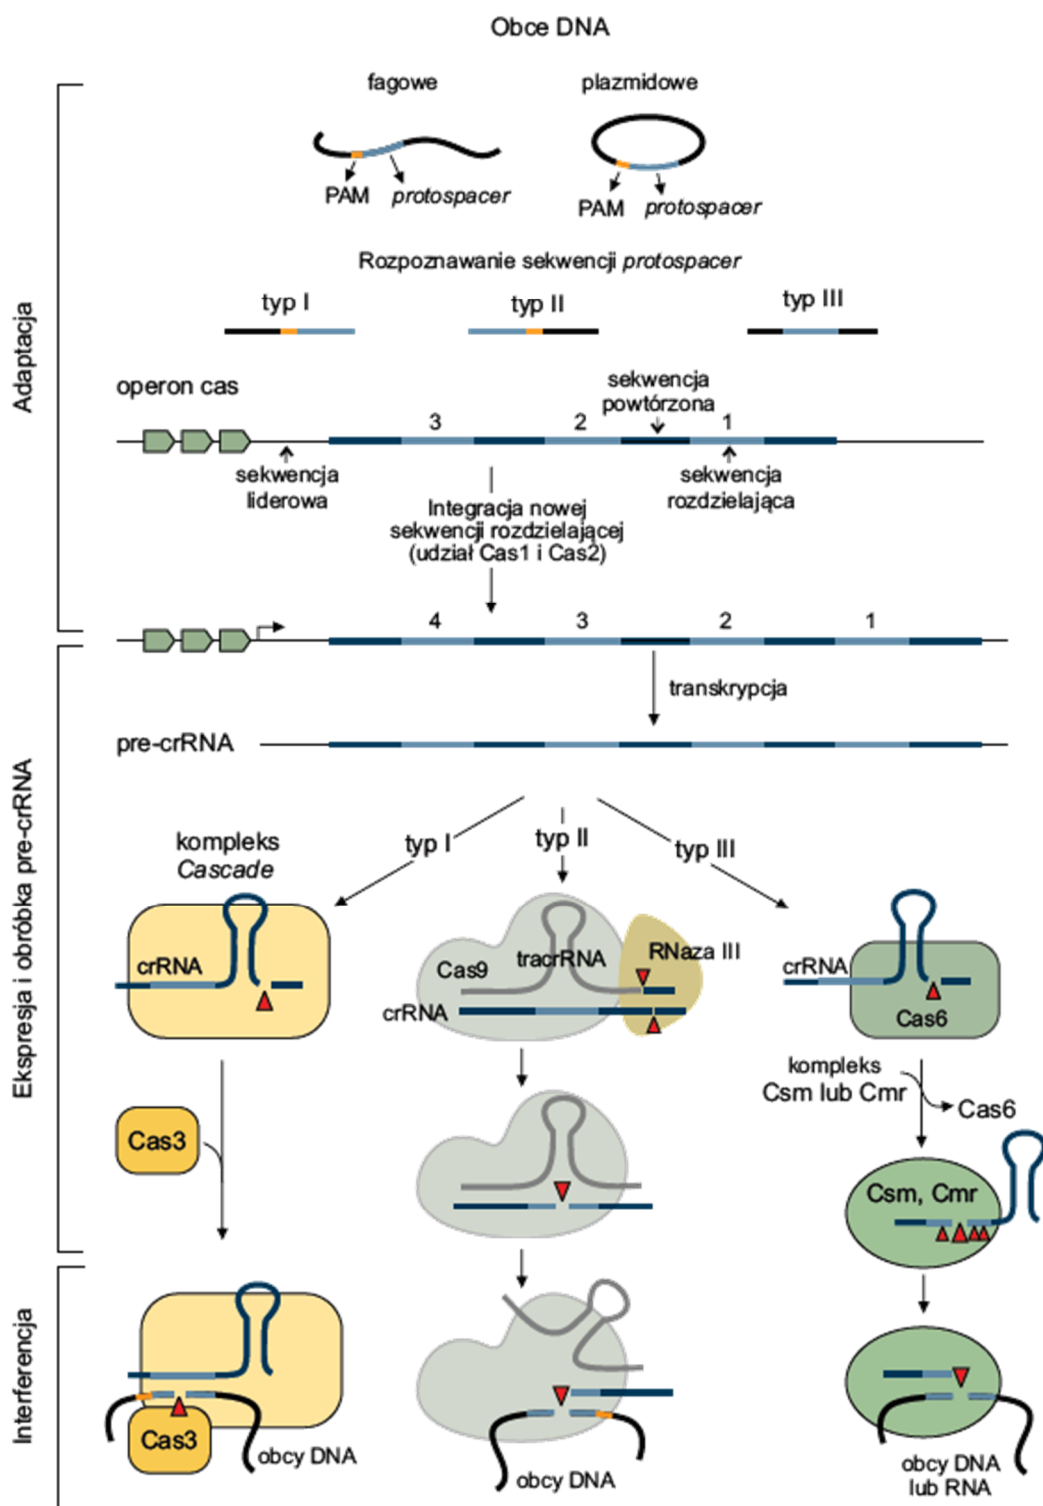 Obce DNA
fagowe
plazmidowe
PAM
protospacer
PAM
protospacer
Rozpoznawanie sekwencji protospacer
typ I
typ II
typ III
Adaptacja
operon cas
sekwencja
powtórzona
3
2
1
sekwencja
liderowa
sekwencja
rozdzielająca
Integracja nowej
sekwencji rozdzielającej
(udział Cas1 i Cas2)
4
3
2
1
transkrypcja
pre-crRNA
Ekspresja i obróbka pre-crRNA
typ I
typ II
typ III
kompleks
Cascade
crRNA
Cas9
tracrRNA
RNaza III
crRNA
crRNA
Cas6
kompleks
Csm lub Cmr
Cas6
Cas3
Csm, Cmr
Interferencja
Cas3
obcy DNA
obcy DNA
obcy DNA
lub RNA